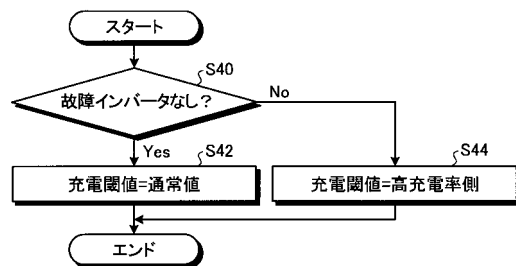 スタート
S40
故障インバータなし？
No
Yes
S42
S44
充電閾値=通常値
充電閾値=高充電率側
エンド